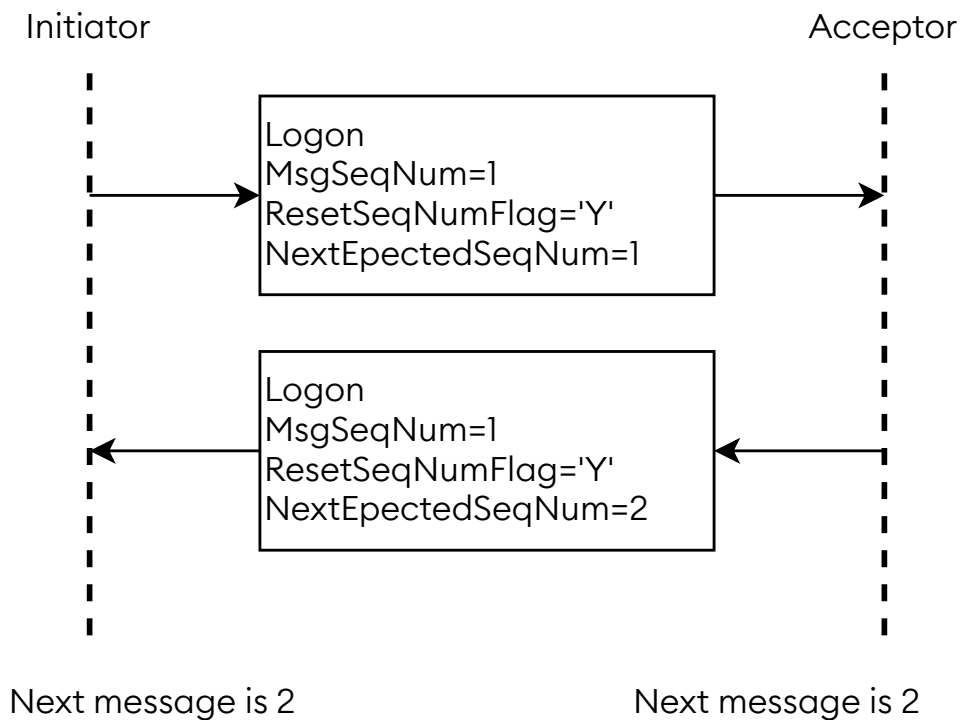 Initiator
Acceptor
Logon
MsgSeqNum=1
ResetSeqNumFlag='Y'
NextEpectedSeqNum=1
Logon
MsgSeqNum=1
ResetSeqNumFlag='Y'
NextEpectedSeqNum=2
Next message is 2
Next message is 2